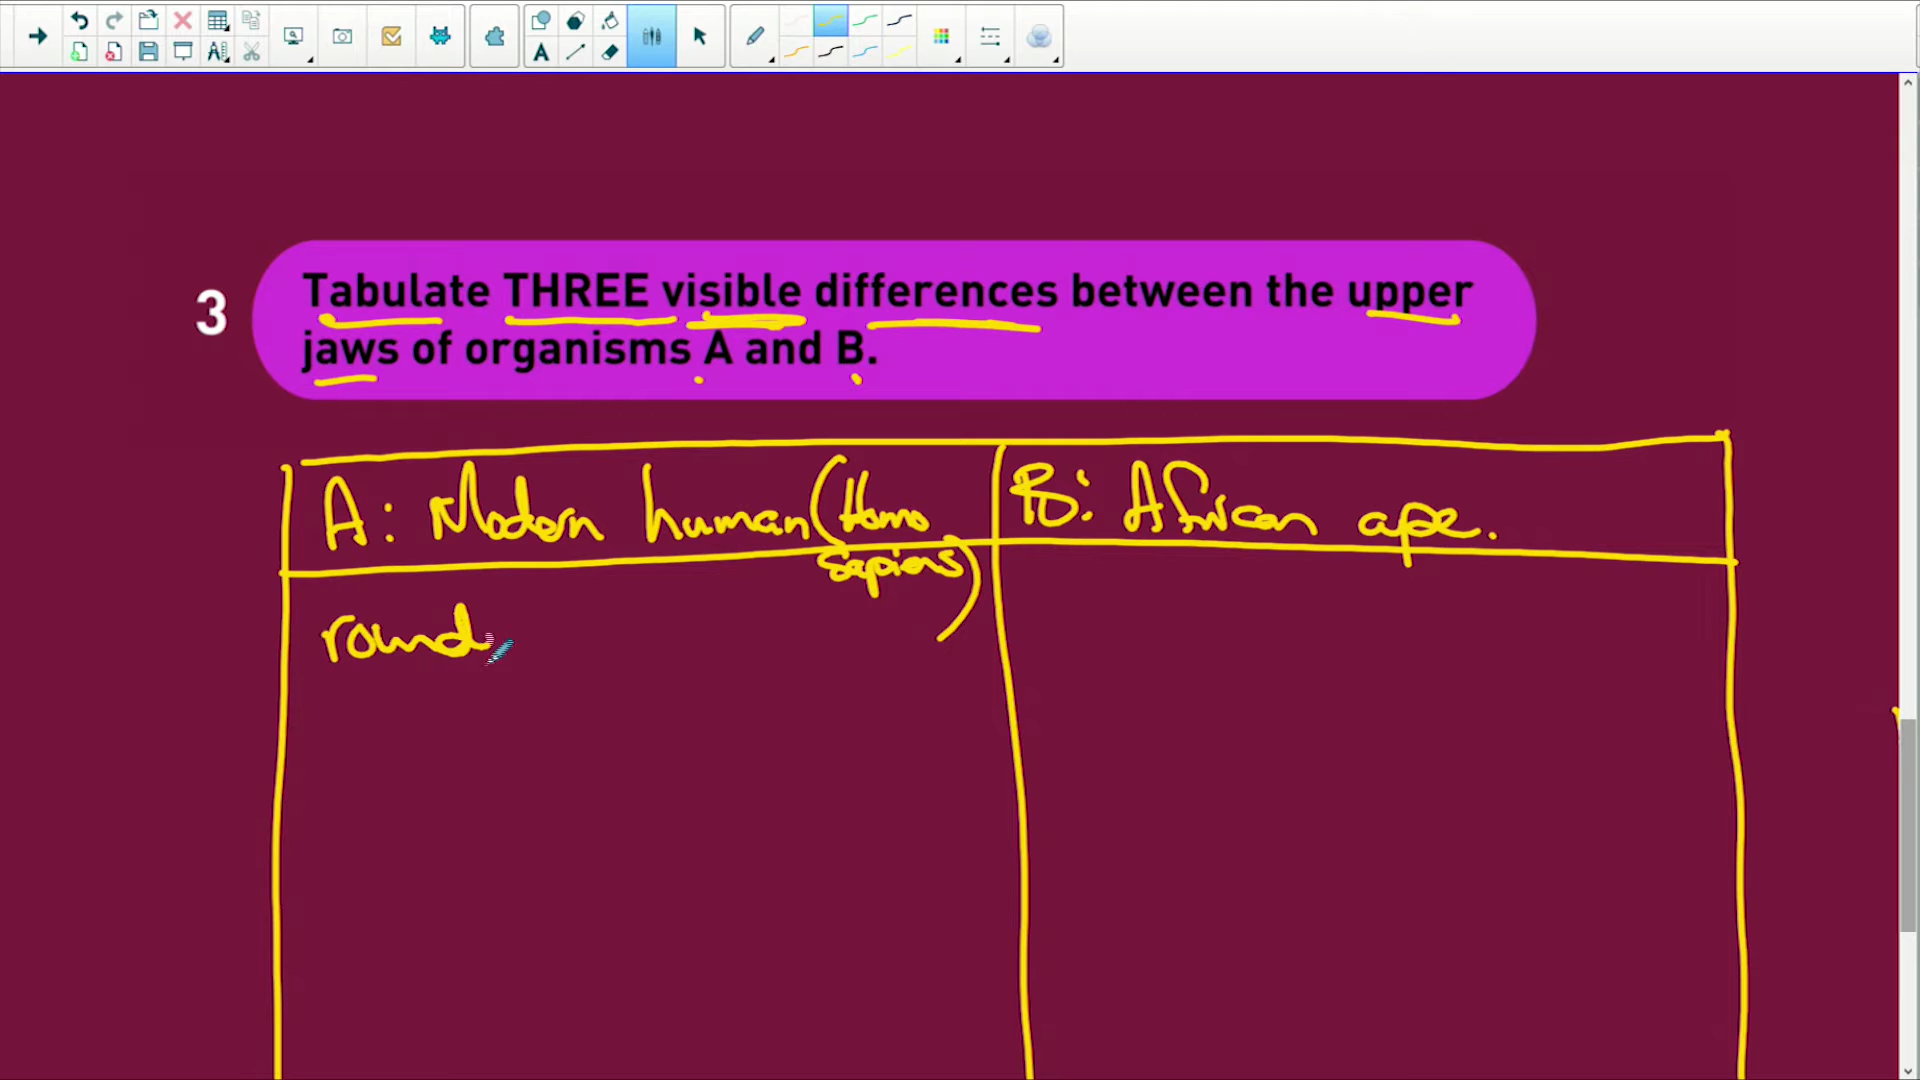 3
Tabulate THREE visible differences between the upper
jaws of organisms A and B.
A: Modern human (Homo
sapiens)
B: African ape.
round